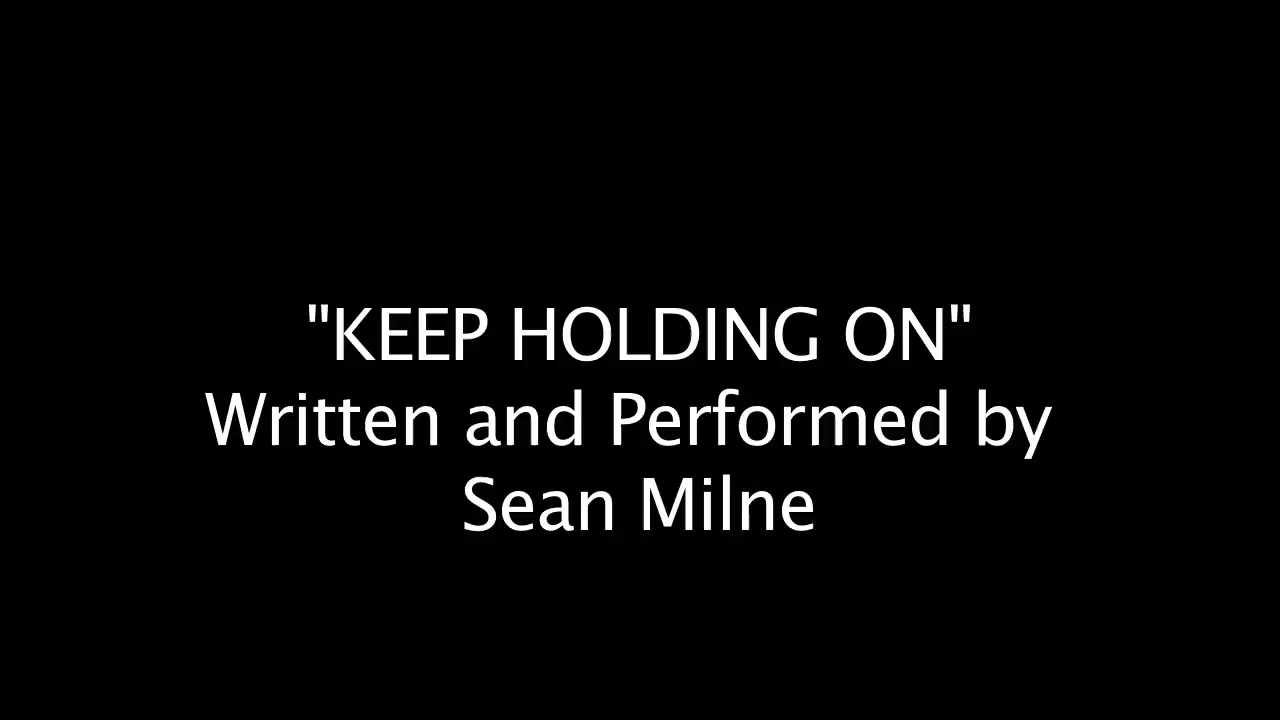 "KEEP HOLDING ON"
Written and Performed by
Sean Milne